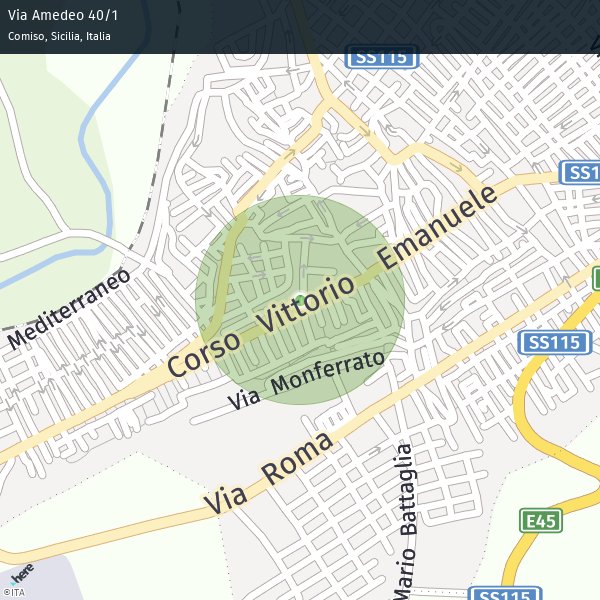 Via Amedeo 40/1
Comiso, Sicilia, Italia
SS115
SS1
Corso Vittorio Emanuele
Mediterraneo
SS115
Via Monferrato
Via Roma
Mario Battaglia
E45
SS115
here
©ITA